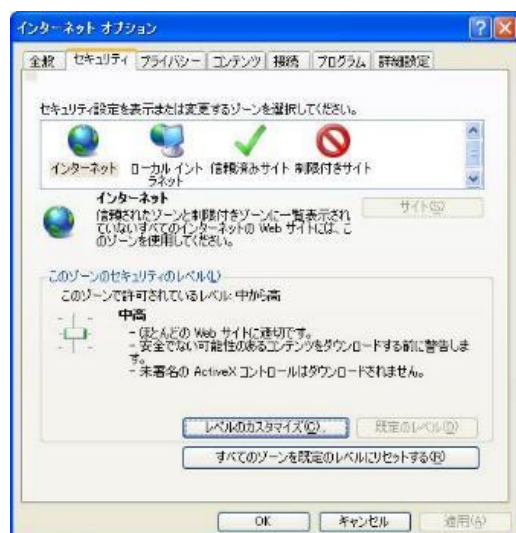 インターネット オプション
全般 セキュリティ プライバシー コンテンツ 接続 プログラム 詳細設定
セキュリティ設定を表示または変更するゾーンを選択してください。
インターネット ローカル イント 信頼済みサイト 制限付きサイト
ラネット
インターネット
信頼されたゾーンと制限付きゾーンに一覧表示され
ていないすべてのインターネットの Web サイトには、こ
のゾーンを使用してください。
サイト(S)
このゾーンのセキュリティのレベル(L)
このゾーンで許可されているレベル: 中から高
中高
- ほとんどの Web サイトに適切です。
- 安全でない可能性のあるコンテンツをダウンロードする前に警告しま
す。
- 未署名の ActiveX コントロールはダウンロードされません。
レベルのカスタマイズ(C)... 既定のレベル(D)
すべてのゾーンを既定のレベルにリセットする(R)
OK キャンセル 適用(A)